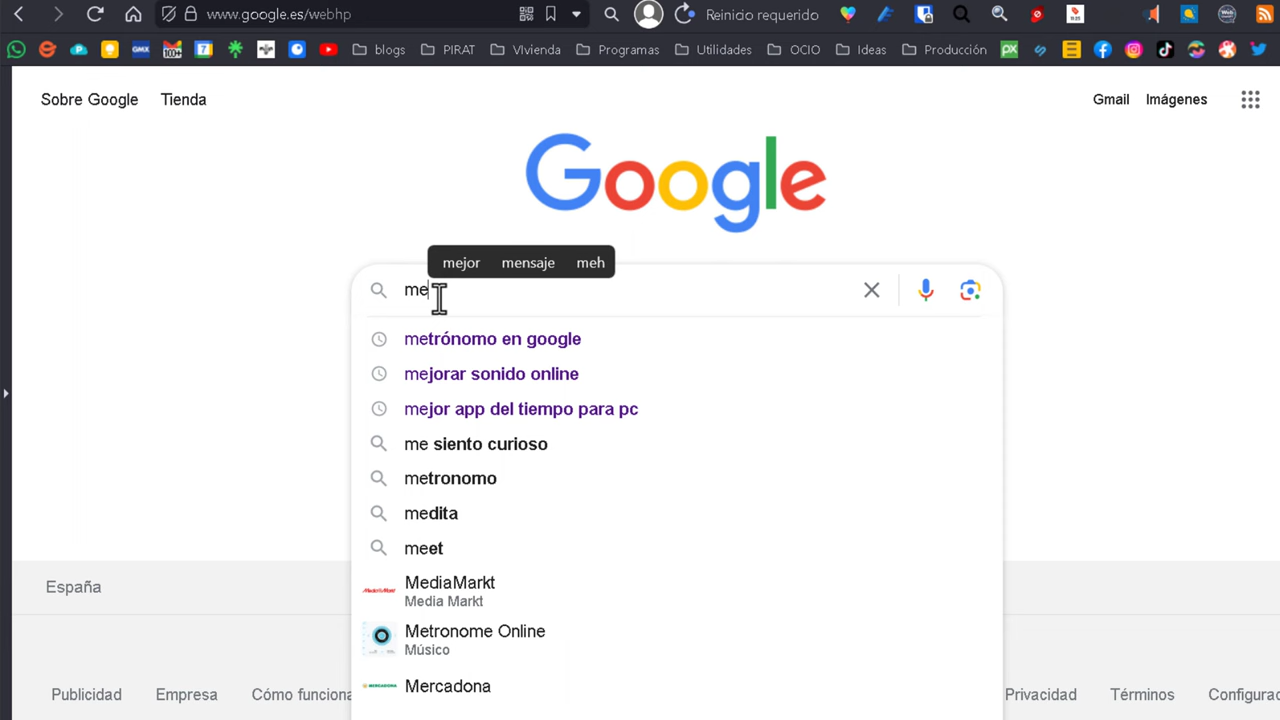 www.google.es/webhp
Reinicio requerido
blogs PIRAT VIvienda Programas Utilidades OCIO Ideas Producción
Sobre Google Tienda
Gmail Imágenes
Google
mejor mensaje meh
me
metrónomo en google
mejorar sonido online
mejor app del tiempo para pc
me siento curioso
metronomo
medita
meet
España
MediaMarkt
Media Markt
Metronome Online
Músico
Mercadona
Publicidad Empresa Cómo funciona
Privacidad Términos Configurac